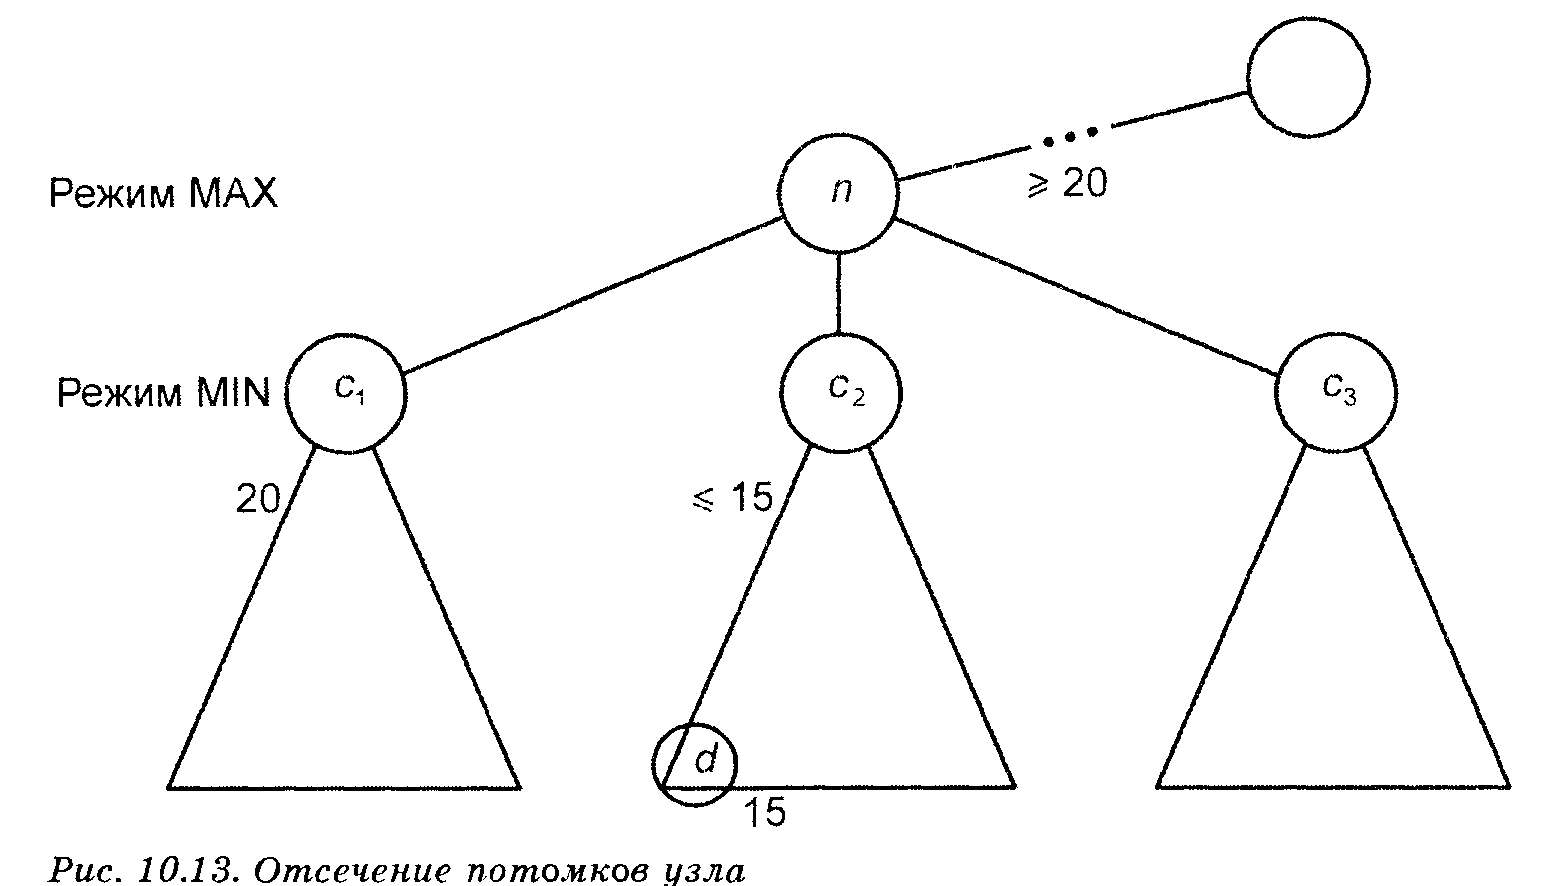 Режим MAX
n
⩾ 20
Режим MIN
c₁
c₂
c₃
20
⩽ 15
d
15
Рис. 10.13. Отсечение потомков узла